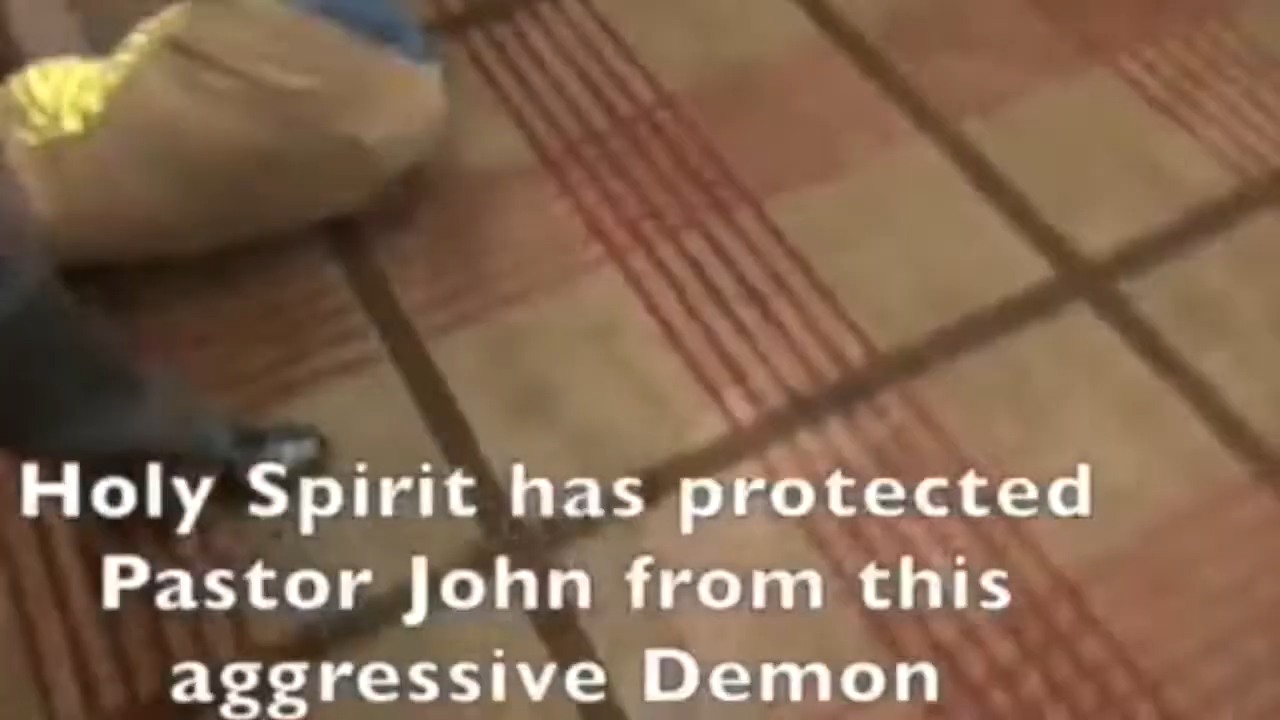 Holy Spirit has protected
Pastor John from this
aggressive Demon